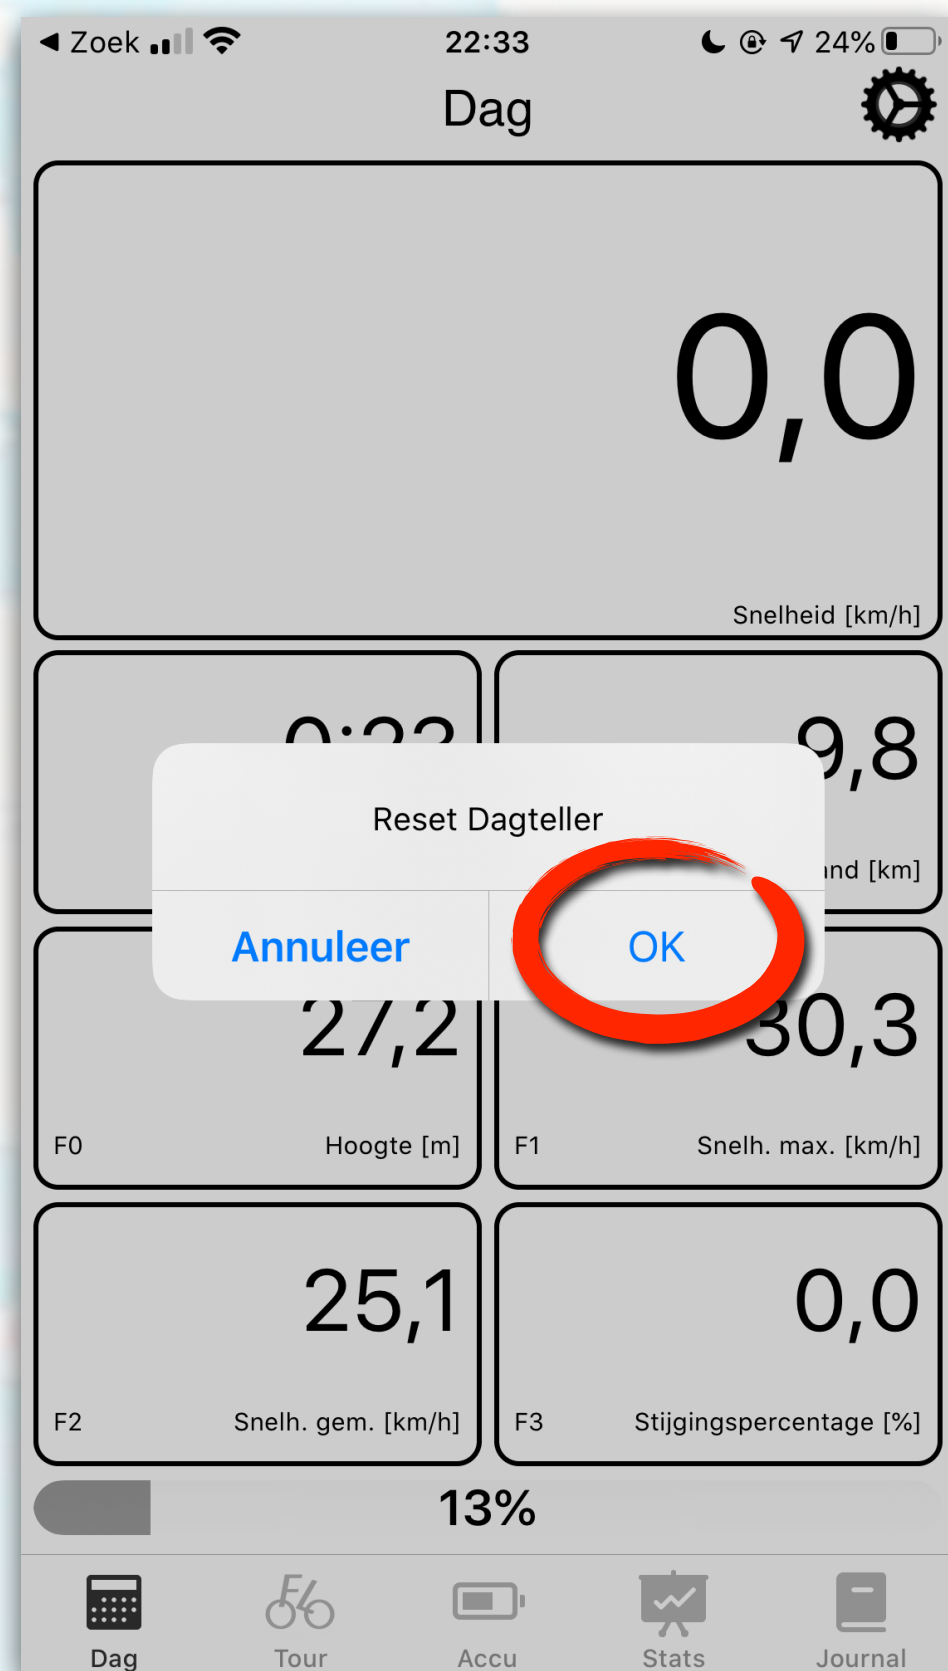 Zoek
22:33
24%
Dag
0,0
Snelheid [km/h]
9,8
[km]
Reset Dagteller
Annuleer
OK
27,2
F0
Hoogte [m]
30,3
F1
Snelh. max. [km/h]
25,1
F2
Snelh. gem. [km/h]
0,0
F3
Stijgingspercentage [%]
13%
Dag
Tour
Accu
Stats
Journal